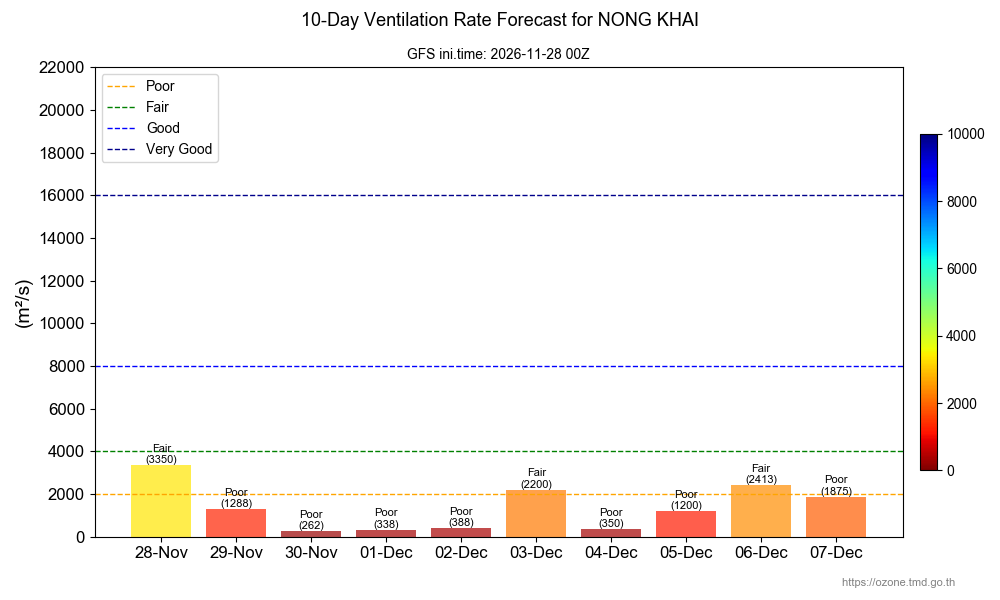 10-Day Ventilation Rate Forecast for NONG KHAI
GFS ini.time: 2026-11-28 00Z
(m²/s)
22000
20000
18000
16000
14000
12000
10000
8000
6000
4000
2000
0
Poor
Fair
Good
Very Good
Fair
(3350)
Poor
(1288)
Poor
(262)
Poor
(338)
Poor
(388)
Fair
(2200)
Poor
(350)
Poor
(1200)
Fair
(2413)
Poor
(1875)
28-Nov 29-Nov 30-Nov 01-Dec 02-Dec 03-Dec 04-Dec 05-Dec 06-Dec 07-Dec
10000
8000
6000
4000
2000
0
https://ozone.tmd.go.th